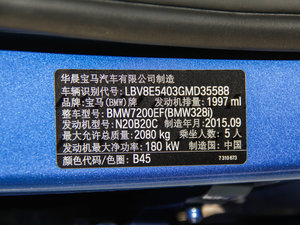 华晨宝马汽车有限公司制造
车辆识别代号: LBV8E5403GMD35588
品牌: 宝马(BMW)牌 发动机排量: 1997 ml
整车型号: BMW7200EF(BMW328i)
发动机型号: N20B20C 制造年月: 2015.09
最大允许总质量: 2080 kg 乘坐人数: 5 人
发动机最大净功率: 180 kW 制造国: 中国
颜色代码/色圈: B45 7 310 673